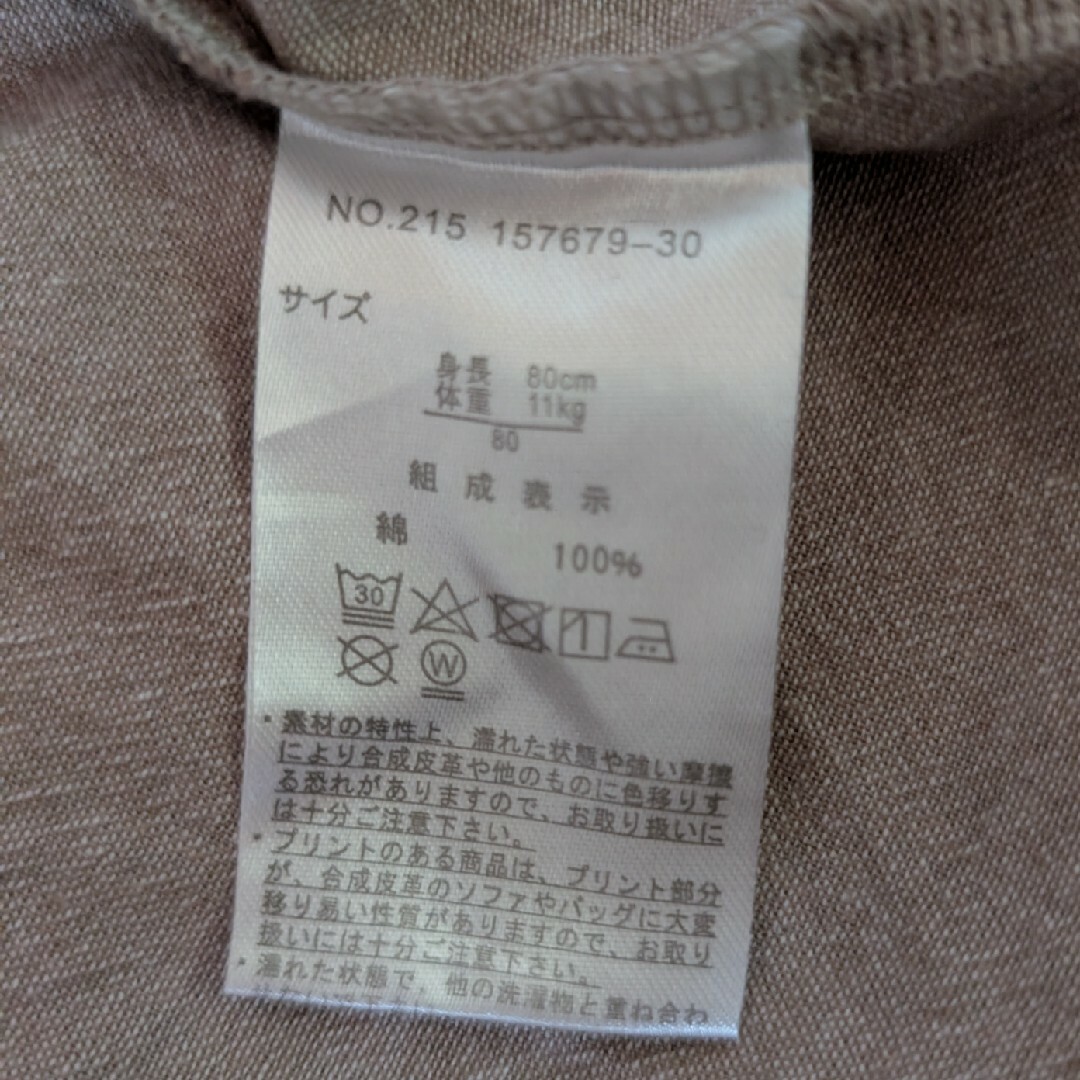 NO.215 157679-30
サイズ
身長 80cm
体重 11kg
80
組成表示
綿 100%
30
W
・素材の特性上、濡れた状態や強い摩擦
により合成皮革や他のものに色移りす
る恐れがありますので、お取り扱いに
は十分ご注意下さい。
・プリントのある商品は、プリント部分
が、合成皮革のソファやバッグに大変
移り易い性質がありますので、お取り
扱いには十分ご注意下さい。
・濡れた状態で、他の洗濯物と重ね合わ